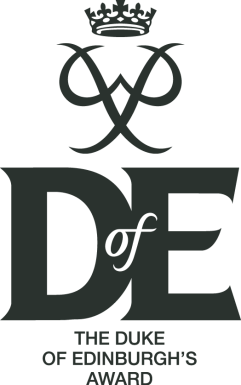 DofE
THE DUKE
OF EDINBURGH'S
AWARD